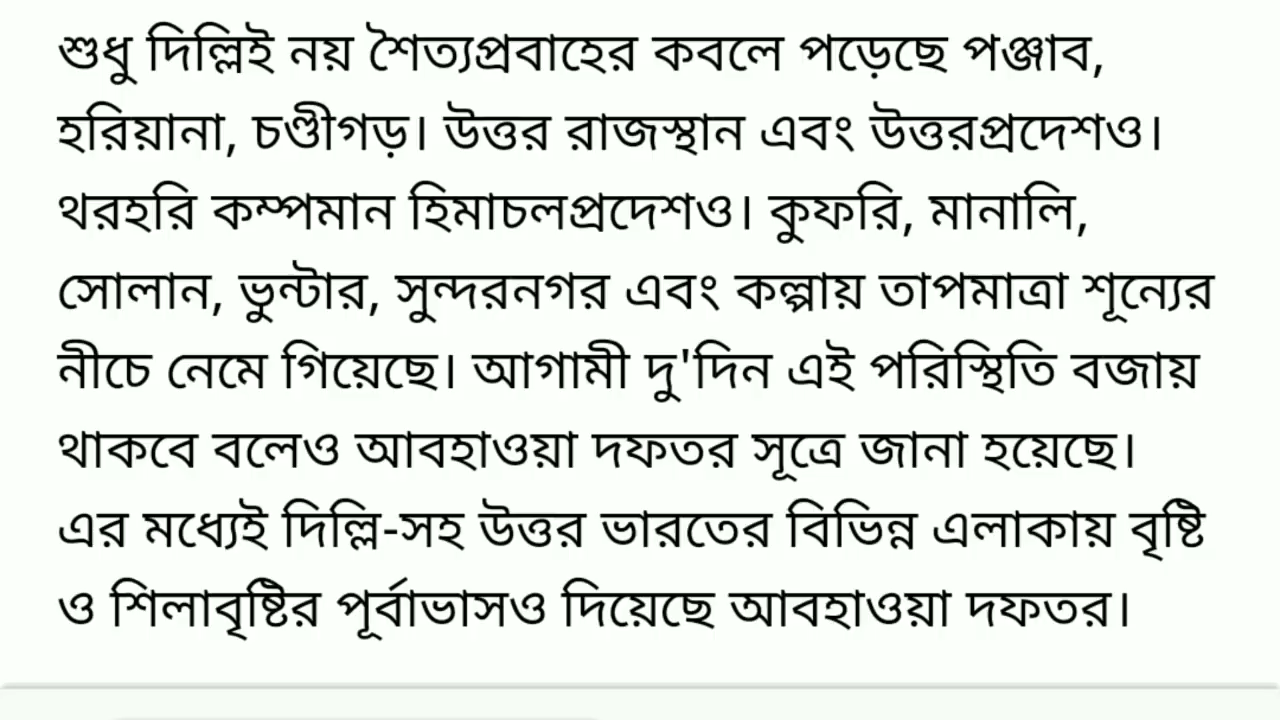 শুধু দিল্লিই নয় শৈত্যপ্রবাহের কবলে পড়েছে পঞ্জাব,
হরিয়ানা, চণ্ডীগড়। উত্তর রাজস্থান এবং উত্তরপ্রদেশও।
থরহরি কম্পমান হিমাচলপ্রদেশও। কুফরি, মানালি,
সোলান, ভুন্টার, সুন্দরনগর এবং কল্পায় তাপমাত্রা শূন্যের
নীচে নেমে গিয়েছে। আগামী দু'দিন এই পরিস্থিতি বজায়
থাকবে বলেও আবহাওয়া দফতর সূত্রে জানা হয়েছে।
এর মধ্যেই দিল্লি-সহ উত্তর ভারতের বিভিন্ন এলাকায় বৃষ্টি
ও শিলাবৃষ্টির পূর্বাভাসও দিয়েছে আবহাওয়া দফতর।